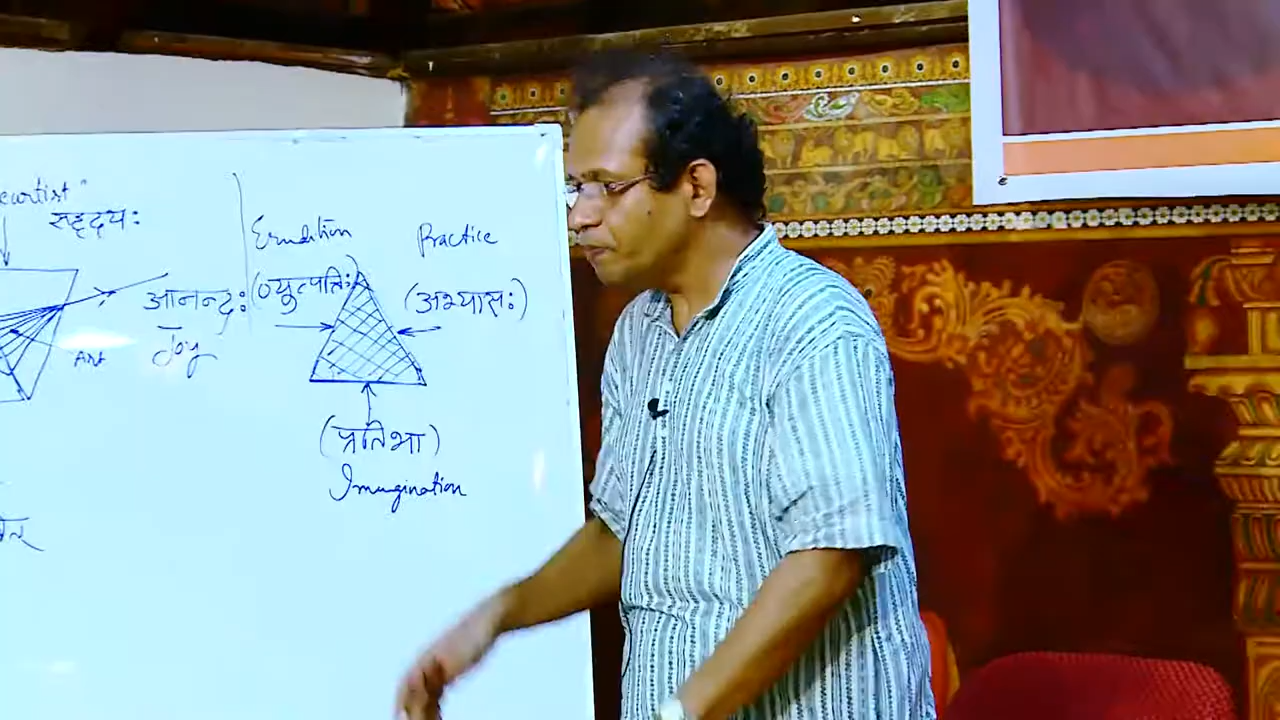 सहृदयः
आनन्दः
Joy
Art
Erudition
(व्युत्पत्तिः)
Practice
(अभ्यासः)
(प्रतिभा)
Imagination